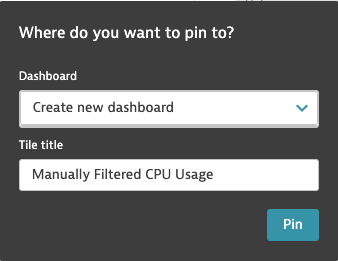 Where do you want to pin to?
Dashboard
Create new dashboard
Tile title
Manually Filtered CPU Usage
Pin